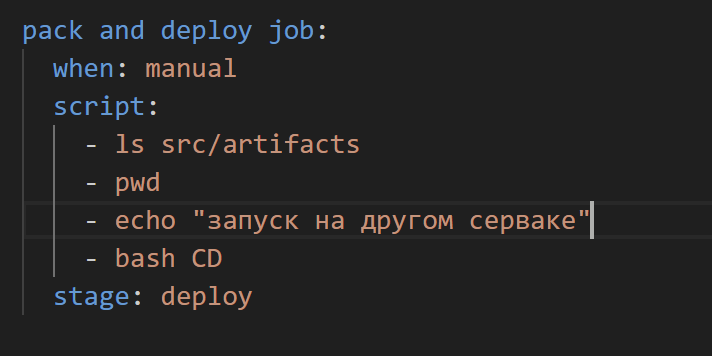 pack and deploy job:
when: manual
script:
- ls src/artifacts
- pwd
- echo "запуск на другом серваке"
- bash CD
stage: deploy